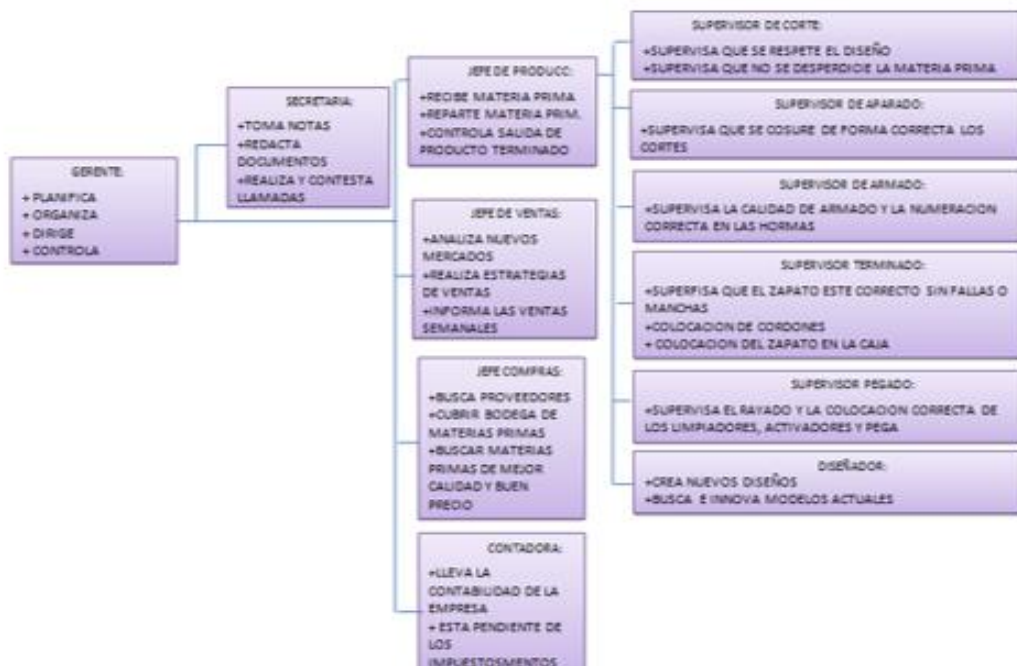 GERENTE:
+ PLANIFICA
+ ORGANIZA
+ DIRIGE
+ CONTROLA
SECRETARIA:
+TOMA NOTAS
+REDACTA
DOCUMENTOS
+REALIZA Y CONTESTA
LLAMADAS
JEFE DE PRODUCC:
+RECIBE MATERIA PRIMA
+REPARTE MATERIA PRIM.
+CONTROLA SALIDA DE
PRODUCTO TERMINADO
JEFE DE VENTAS:
+ANALIZA NUEVOS
MERCADOS
+REALIZA ESTRATEGIAS
DE VENTAS
+INFORMA LAS VENTAS
SEMANALES
JEFE COMPRAS:
+BUSCA PROVEEDORES
+CUBRIR BODEGA DE
MATERIAS PRIMAS
+BUSCAR MATERIAS
PRIMAS DE MEJOR
CALIDAD Y BUEN
PRECIO
CONTADORA:
+LLEVA LA
CONTABILIDAD DE LA
EMPRESA
+ ESTA PENDIENTE DE
LOS
IMPUESTOSMENTOS
SUPERVISOR DE CORTE:
+SUPERVISA QUE SE RESPETE EL DISEÑO
+SUPERVISA QUE NO SE DESPERDICIE LA MATERIA PRIMA
SUPERVISOR DE APARADO:
+SUPERVISA QUE SE COSURE DE FORMA CORRECTA LOS
CORTES
SUPERVISOR DE ARMADO:
+SUPERVISA LA CALIDAD DE ARMADO Y LA NUMERACION
CORRECTA EN LAS HORMAS
SUPERVISOR TERMINADO:
+SUPERFISA QUE EL ZAPATO ESTE CORRECTO SIN FALLAS O
MANCHAS
+COLOCACION DE CORDONES
+ COLOCACION DEL ZAPATO EN LA CAJA
SUPERVISOR PEGADO:
+SUPERVISA EL RAYADO Y LA COLOCACION CORRECTA DE
LOS LIMPIADORES, ACTIVADORES Y PEGA
DISEÑADOR:
+CREA NUEVOS DISEÑOS
+BUSCA E INNOVA MODELOS ACTUALES